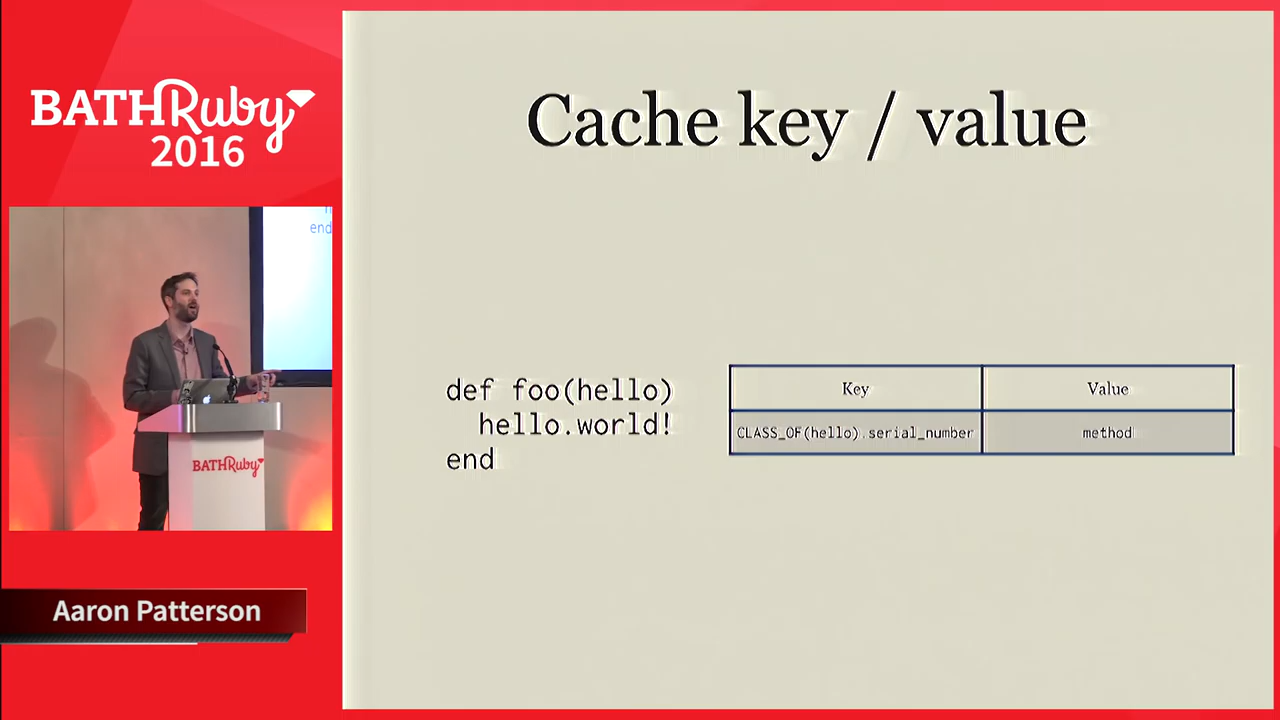 BATHRuby
2016
end
BATHRuby
Aaron Patterson
Cache key / value
def foo(hello)
hello.world!
end
Key Value
CLASS_OF(hello).serial_number method